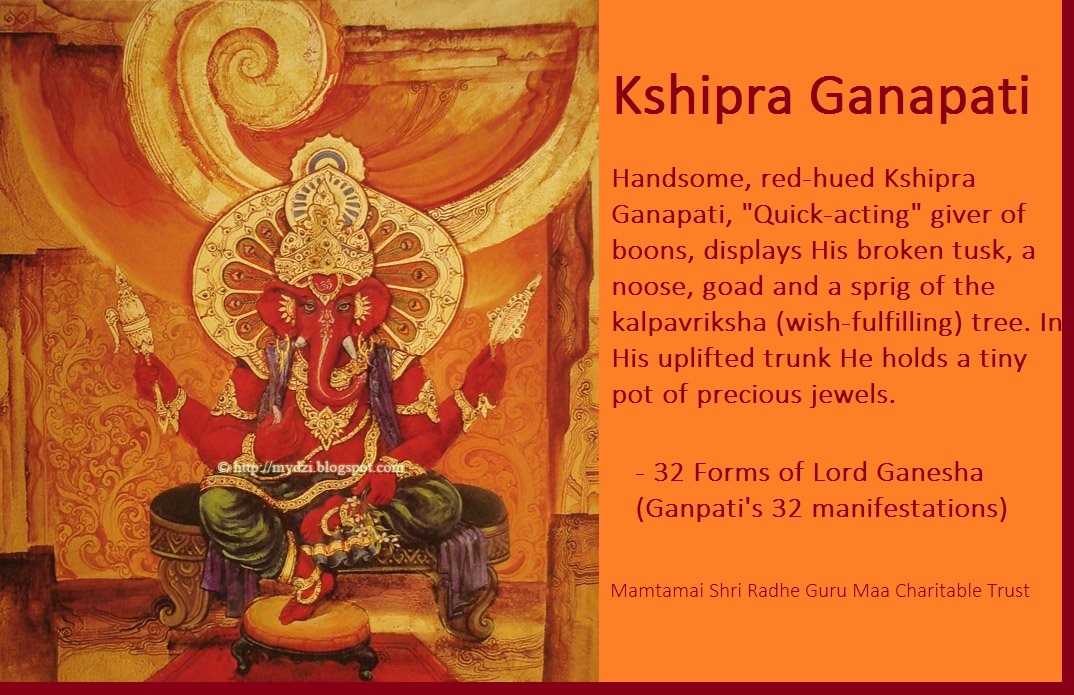 Kshipra Ganapati
Handsome, red-hued Kshipra
Ganapati, "Quick-acting" giver of
boons, displays His broken tusk, a
noose, goad and a sprig of the
kalpavriksha (wish-fulfilling) tree. In
His uplifted trunk He holds a tiny
pot of precious jewels.
- 32 Forms of Lord Ganesha
(Ganpati's 32 manifestations)
Mamtamai Shri Radhe Guru Maa Charitable Trust
© http://mydzi.blogspot.com
ॐ